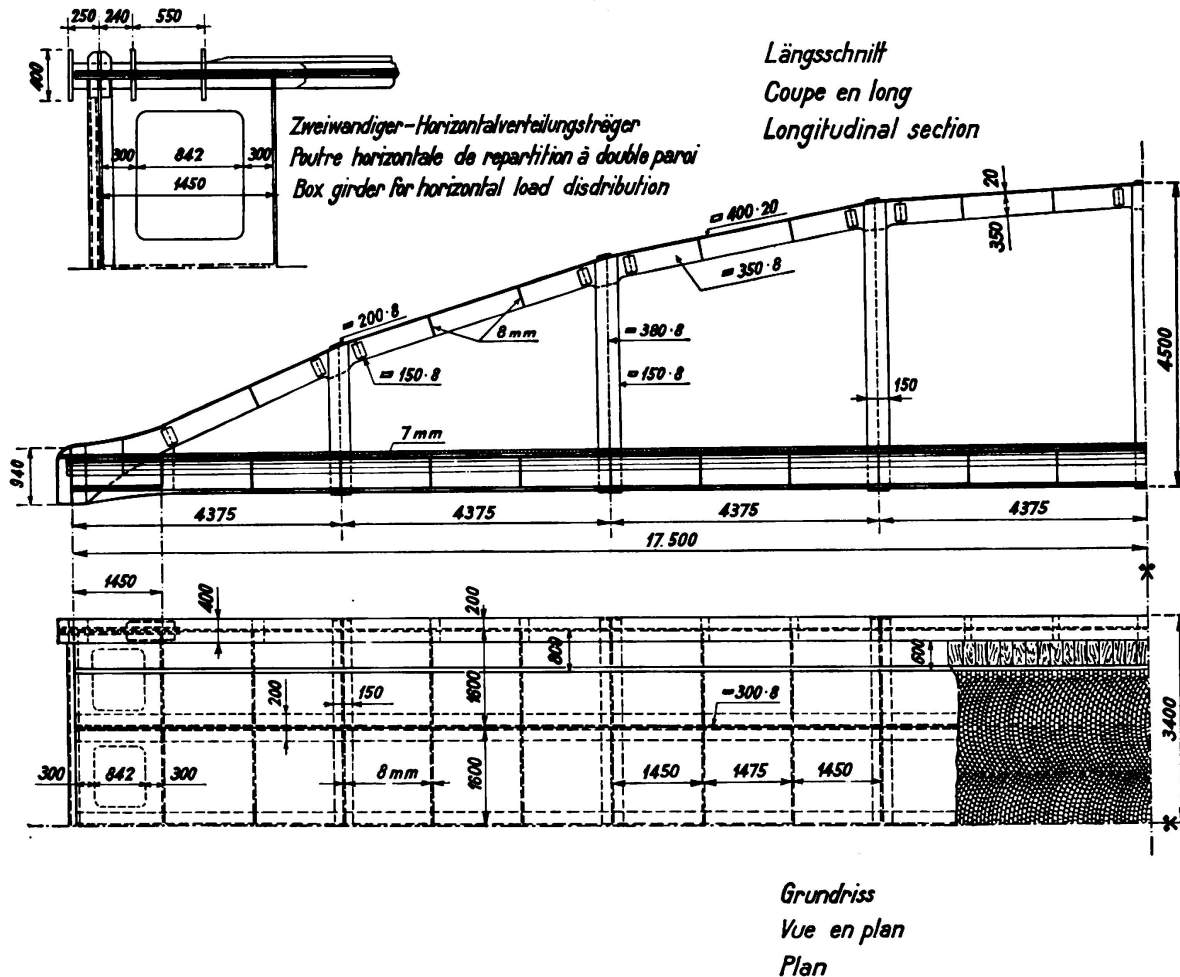 250 240 550
400
Zweiwandiger-Horizontalverteilungsträger
Poutre horizontale de repartition à double paroi
Box girder for horizontal load disdribution
300 842 300
1450
Längsschnitt
Coupe en long
Longitudinal section
20
350
= 400·20
= 350·8
= 200·8
8 mm
= 380·8
= 150·8
= 150·8
150
4500
7 mm
940
4375 4375 4375 4375
17.500
1450
400
200
800
600
200
150
1600
= 300·8
3400
300 842 300
8 mm
1600
1450 1475 1450
Grundriss
Vue en plan
Plan